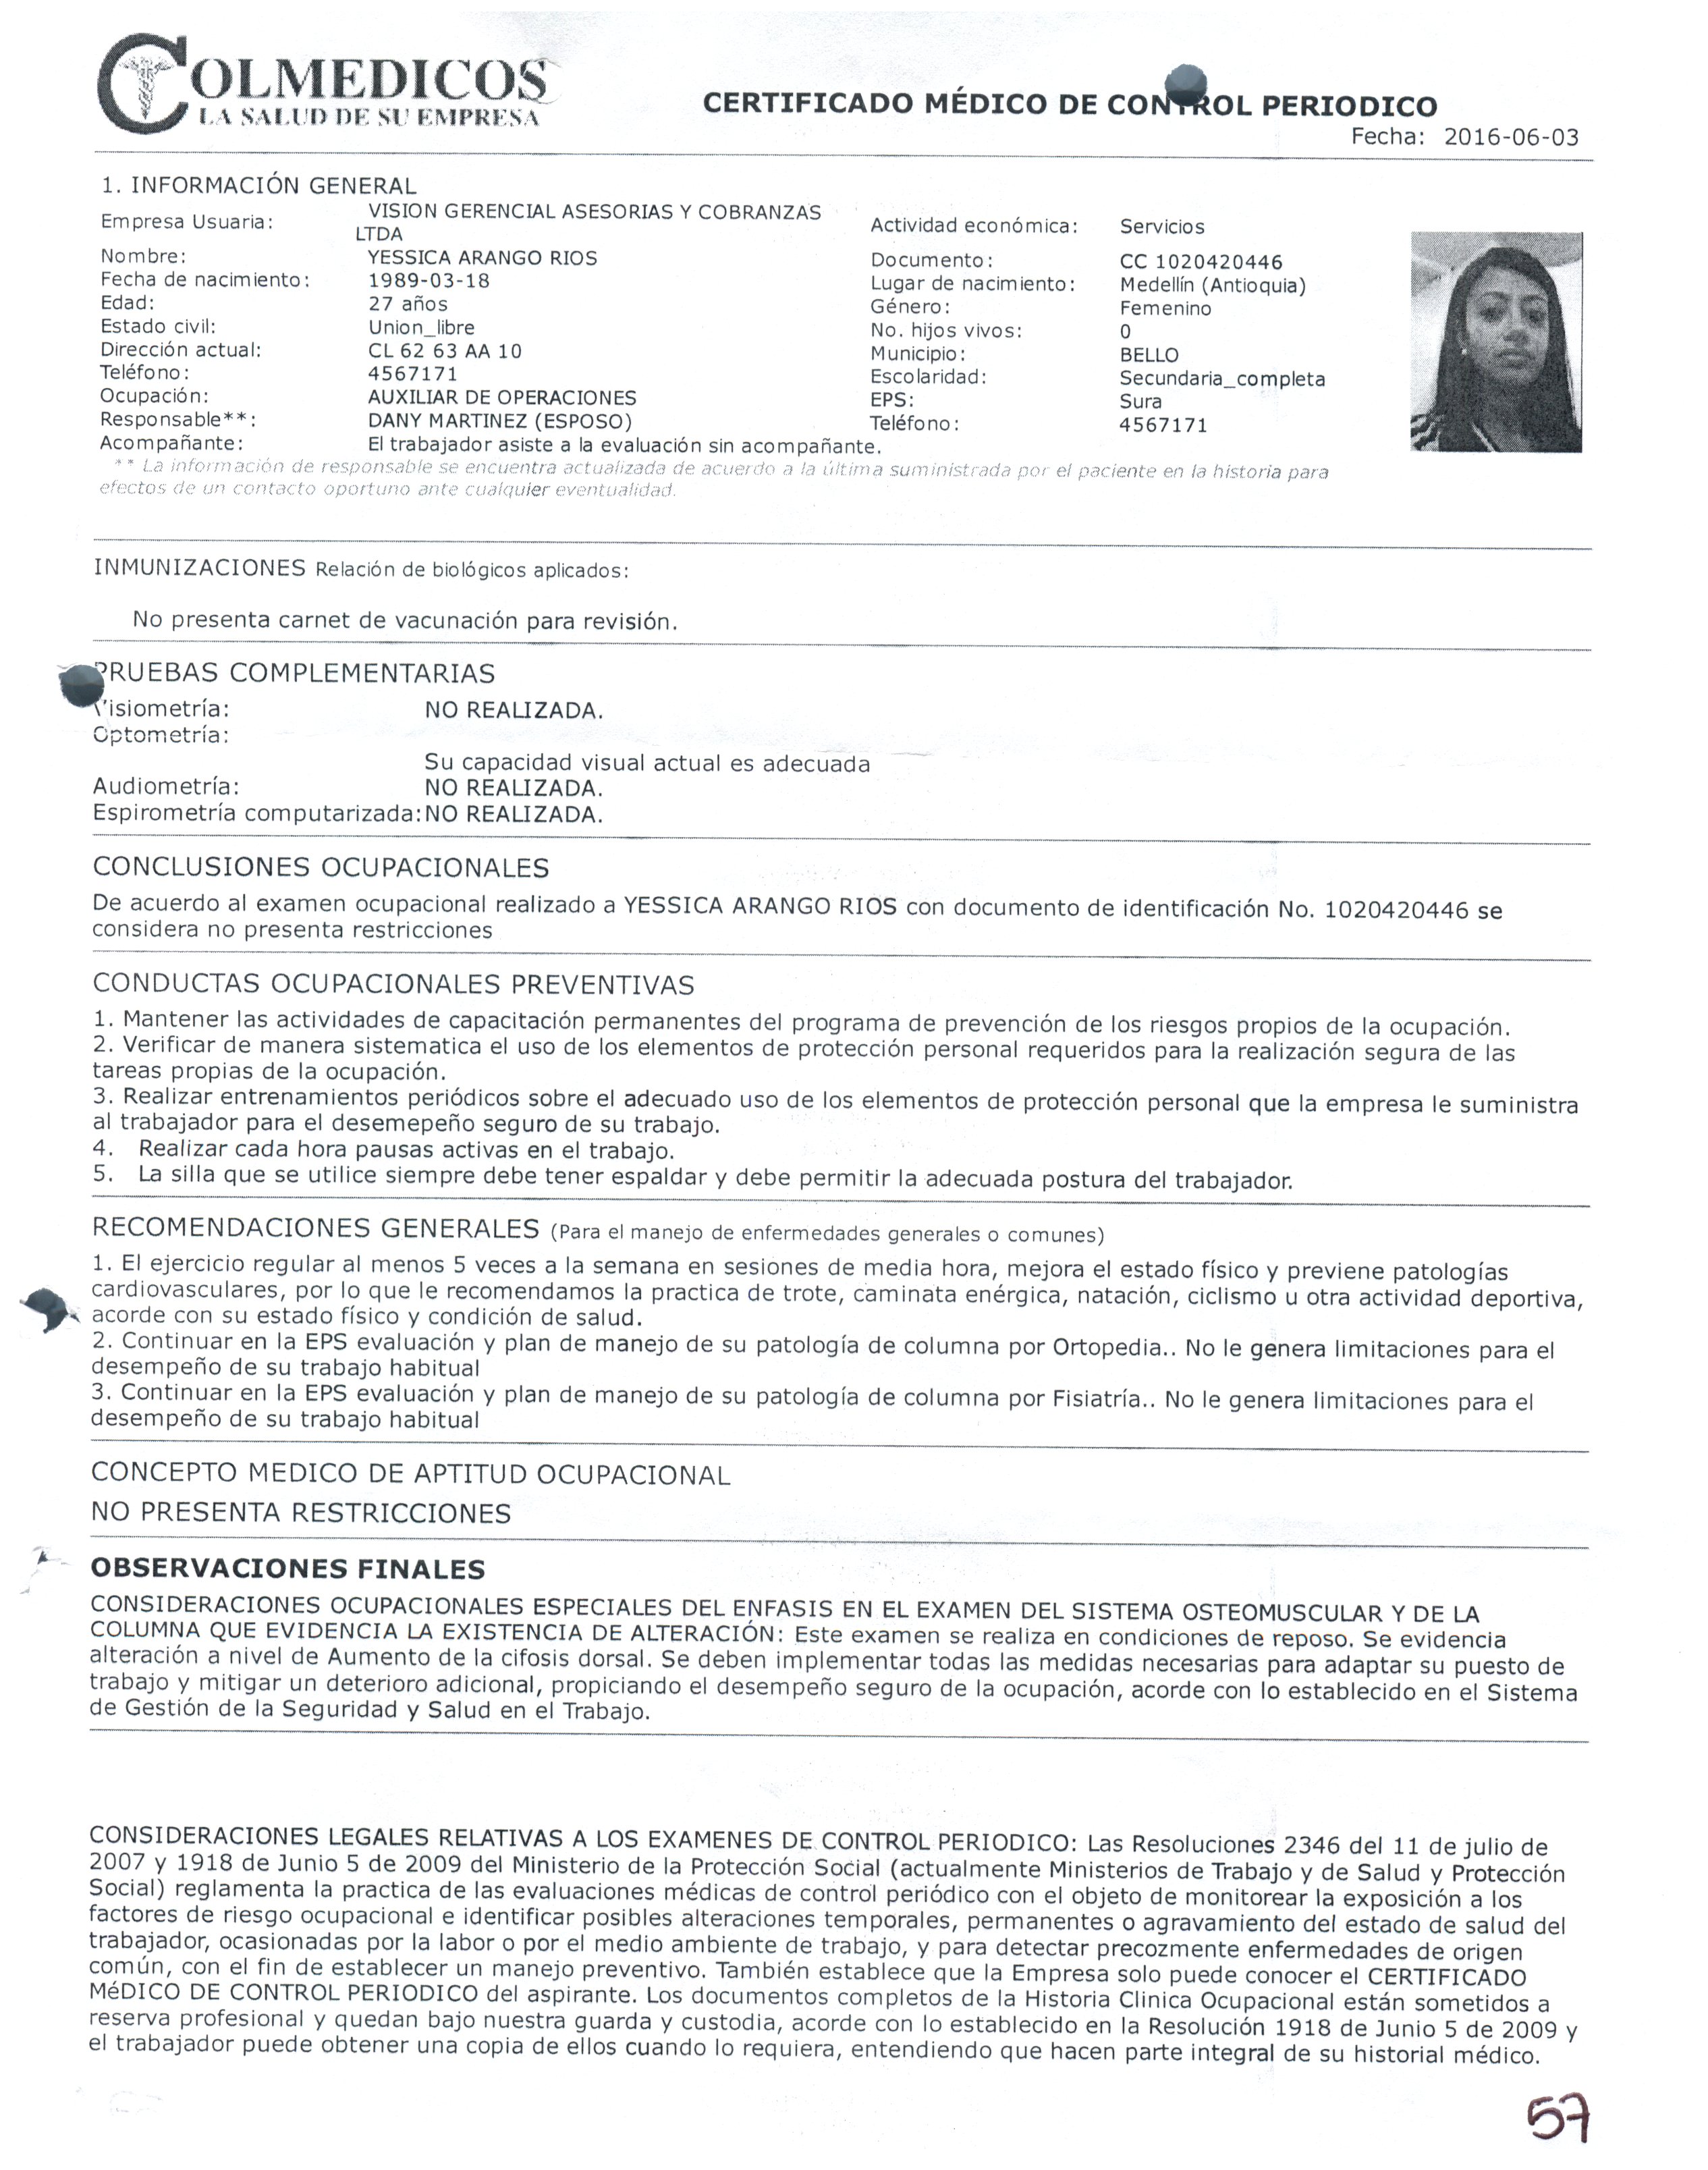 COLMEDICOS
LA SALUD DE SU EMPRESA
CERTIFICADO MÉDICO DE CONTROL PERIODICO
Fecha: 2016-06-03
1. INFORMACIÓN GENERAL
Empresa Usuaria: VISION GERENCIAL ASESORIAS Y COBRANZAS LTDA Actividad económica: Servicios
Nombre: YESSICA ARANGO RIOS Documento: CC 1020420446
Fecha de nacimiento: 1989-03-18 Lugar de nacimiento: Medellín (Antioquia)
Edad: 27 años Género: Femenino
Estado civil: Union_libre No. hijos vivos: 0
Dirección actual: CL 62 63 AA 10 Municipio: BELLO
Teléfono: 4567171 Escolaridad: Secundaria_completa
Ocupación: AUXILIAR DE OPERACIONES EPS: Sura
Responsable**: DANY MARTINEZ (ESPOSO) Teléfono: 4567171
Acompañante: El trabajador asiste a la evaluación sin acompañante.
** La información de responsable se encuentra actualizada de acuerdo a la última suministrada por el paciente en la historia para
efectos de un contacto oportuno ante cualquier eventualidad.
INMUNIZACIONES Relación de biológicos aplicados:
No presenta carnet de vacunación para revisión.
PRUEBAS COMPLEMENTARIAS
Visiometría: NO REALIZADA.
Optometría:
Su capacidad visual actual es adecuada
Audiometría: NO REALIZADA.
Espirometría computarizada: NO REALIZADA.
CONCLUSIONES OCUPACIONALES
De acuerdo al examen ocupacional realizado a YESSICA ARANGO RIOS con documento de identificación No. 1020420446 se
considera no presenta restricciones
CONDUCTAS OCUPACIONALES PREVENTIVAS
1. Mantener las actividades de capacitación permanentes del programa de prevención de los riesgos propios de la ocupación.
2. Verificar de manera sistematica el uso de los elementos de protección personal requeridos para la realización segura de las
tareas propias de la ocupación.
3. Realizar entrenamientos periódicos sobre el adecuado uso de los elementos de protección personal que la empresa le suministra
al trabajador para el desemepeño seguro de su trabajo.
4. Realizar cada hora pausas activas en el trabajo.
5. La silla que se utilice siempre debe tener espaldar y debe permitir la adecuada postura del trabajador.
RECOMENDACIONES GENERALES (Para el manejo de enfermedades generales o comunes)
1. El ejercicio regular al menos 5 veces a la semana en sesiones de media hora, mejora el estado físico y previene patologías
cardiovasculares, por lo que le recomendamos la practica de trote, caminata enérgica, natación, ciclismo u otra actividad deportiva,
acorde con su estado físico y condición de salud.
2. Continuar en la EPS evaluación y plan de manejo de su patología de columna por Ortopedia.. No le genera limitaciones para el
desempeño de su trabajo habitual
3. Continuar en la EPS evaluación y plan de manejo de su patología de columna por Fisiatría.. No le genera limitaciones para el
desempeño de su trabajo habitual
CONCEPTO MEDICO DE APTITUD OCUPACIONAL
NO PRESENTA RESTRICCIONES
OBSERVACIONES FINALES
CONSIDERACIONES OCUPACIONALES ESPECIALES DEL ENFASIS EN EL EXAMEN DEL SISTEMA OSTEOMUSCULAR Y DE LA
COLUMNA QUE EVIDENCIA LA EXISTENCIA DE ALTERACIÓN: Este examen se realiza en condiciones de reposo. Se evidencia
alteración a nivel de Aumento de la cifosis dorsal. Se deben implementar todas las medidas necesarias para adaptar su puesto de
trabajo y mitigar un deterioro adicional, propiciando el desempeño seguro de la ocupación, acorde con lo establecido en el Sistema
de Gestión de la Seguridad y Salud en el Trabajo.
CONSIDERACIONES LEGALES RELATIVAS A LOS EXAMENES DE CONTROL PERIODICO: Las Resoluciones 2346 del 11 de julio de
2007 y 1918 de Junio 5 de 2009 del Ministerio de la Protección Social (actualmente Ministerios de Trabajo y de Salud y Protección
Social) reglamenta la practica de las evaluaciones médicas de control periódico con el objeto de monitorear la exposición a los
factores de riesgo ocupacional e identificar posibles alteraciones temporales, permanentes o agravamiento del estado de salud del
trabajador, ocasionadas por la labor o por el medio ambiente de trabajo, y para detectar precozmente enfermedades de origen
común, con el fin de establecer un manejo preventivo. También establece que la Empresa solo puede conocer el CERTIFICADO
MéDICO DE CONTROL PERIODICO del aspirante. Los documentos completos de la Historia Clinica Ocupacional están sometidos a
reserva profesional y quedan bajo nuestra guarda y custodia, acorde con lo establecido en la Resolución 1918 de Junio 5 de 2009 y
el trabajador puede obtener una copia de ellos cuando lo requiera, entendiendo que hacen parte integral de su historial médico.
57